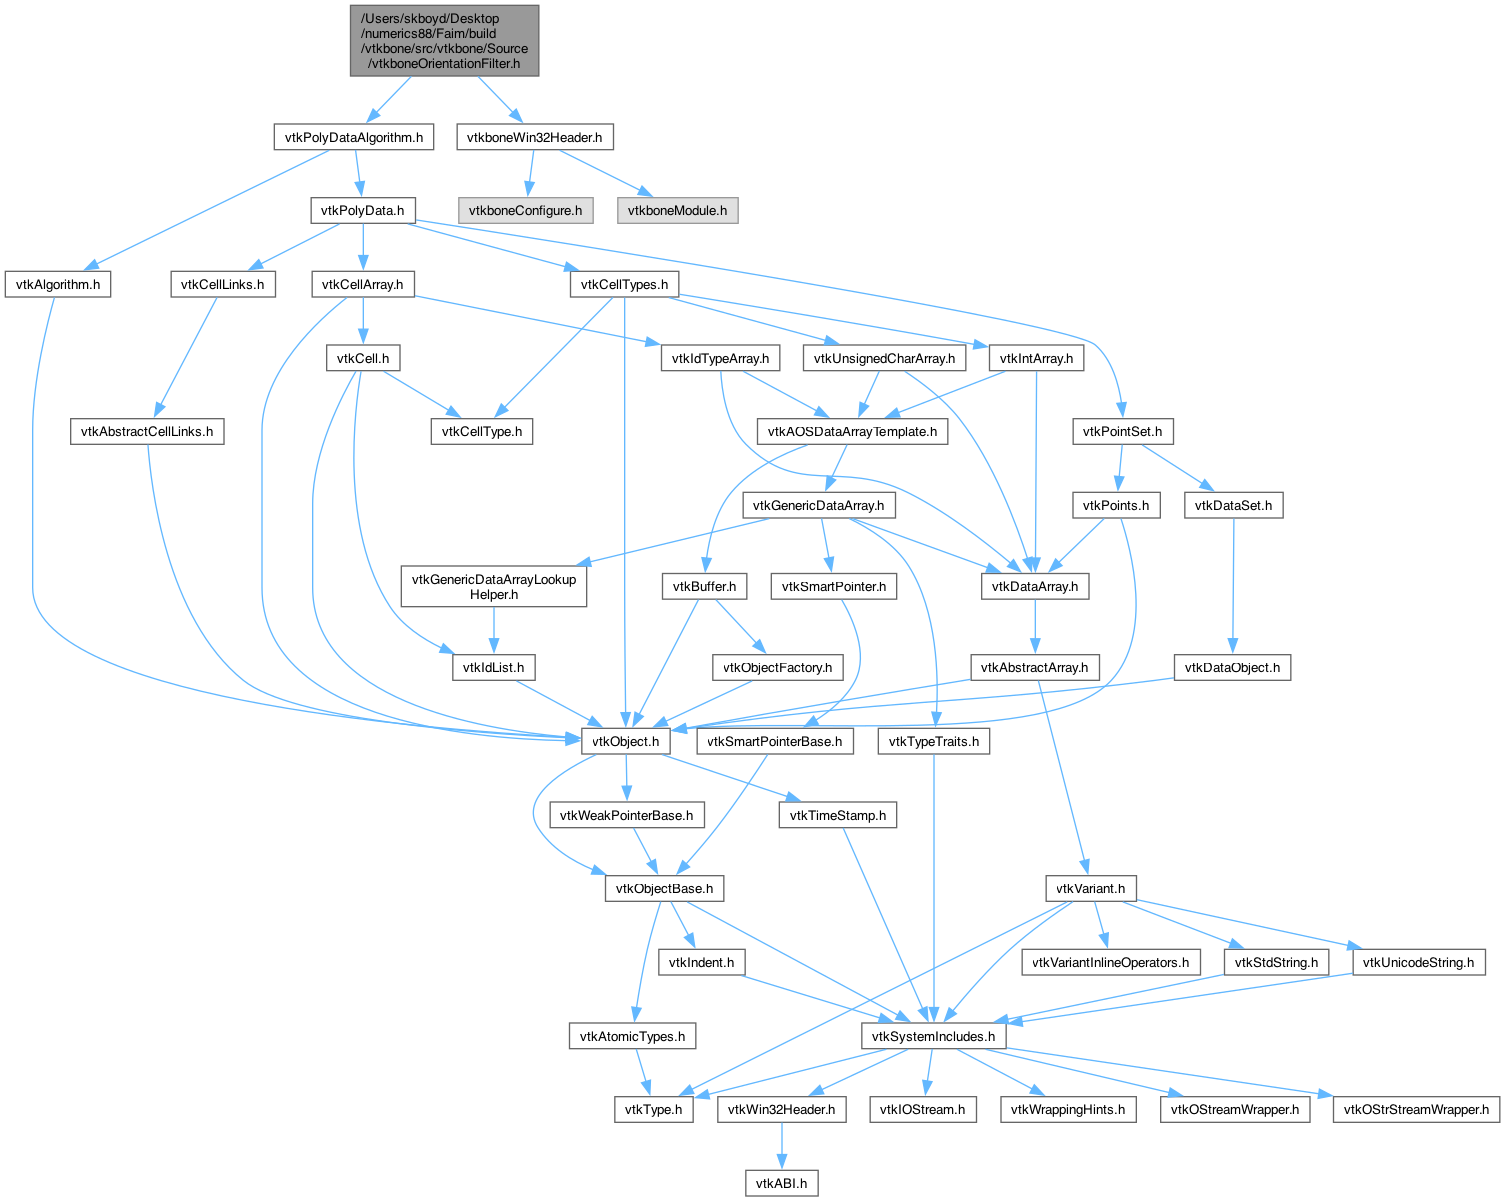 /Users/skboyd/Desktop
/numerics88/Faim/build
/vtkbone/src/vtkbone/Source
/vtkboneOrientationFilter.h
vtkPolyDataAlgorithm.h
vtkboneWin32Header.h
vtkPolyData.h
vtkboneConfigure.h
vtkboneModule.h
vtkAlgorithm.h
vtkCellLinks.h
vtkCellArray.h
vtkCellTypes.h
vtkCell.h
vtkIdTypeArray.h
vtkUnsignedCharArray.h
vtkIntArray.h
vtkAbstractCellLinks.h
vtkCellType.h
vtkAOSDataArrayTemplate.h
vtkPointSet.h
vtkGenericDataArray.h
vtkPoints.h
vtkDataSet.h
vtkGenericDataArrayLookup
Helper.h
vtkBuffer.h
vtkSmartPointer.h
vtkDataArray.h
vtkIdList.h
vtkObjectFactory.h
vtkAbstractArray.h
vtkDataObject.h
vtkObject.h
vtkSmartPointerBase.h
vtkTypeTraits.h
vtkWeakPointerBase.h
vtkTimeStamp.h
vtkObjectBase.h
vtkVariant.h
vtkIndent.h
vtkVariantInlineOperators.h
vtkStdString.h
vtkUnicodeString.h
vtkAtomicTypes.h
vtkSystemIncludes.h
vtkType.h
vtkWin32Header.h
vtkIOStream.h
vtkWrappingHints.h
vtkOStreamWrapper.h
vtkOStrStreamWrapper.h
vtkABI.h